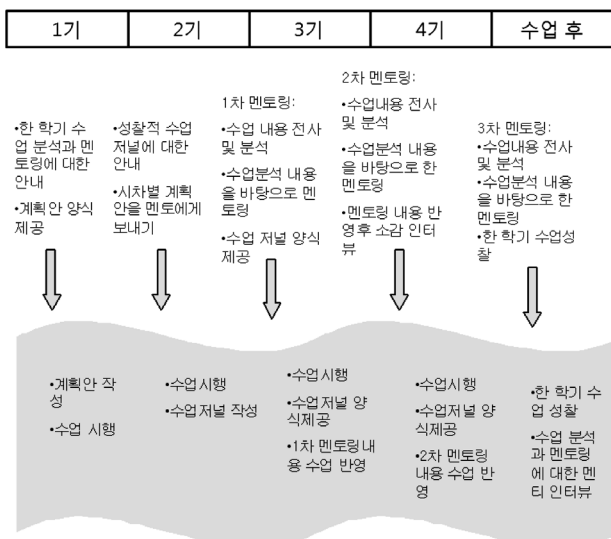 1기 2기 3기 4기 수업 후
•한 학기 수
업 분석과 멘
토링에 대한
안내
•계획안 양식
제공
•성찰적 수업
저널에 대한
안내
•시차별 계획
안을 멘토에게
보내기
1차 멘토링:
•수업 내용 전사
및 분석
•수업분석 내용
을 바탕으로 멘
토링
•수업 저널 양식
제공
2차 멘토링:
•수업내용 전사
및 분석
•수업분석 내용
을 바탕으로 한
멘토링
•멘토링 내용 반
영후 소감 인터
뷰
3차 멘토링:
•수업내용 전사
및 분석
•수업분석 내용
을 바탕으로 한
멘토링
•한 학기 수업성
찰
•계획안 작
성
•수업 시행
•수업시행
•수업저널 작성
•수업시행
•수업저널 양
식제공
•1차 멘토링내
용 수업 반영
•수업시행
•수업저널 양
식제공
•2차 멘토링
내용 수업 반
영
•한 학기 수
업 성찰
•수업 분석
과 멘토링
에 대한 멘
티 인터뷰